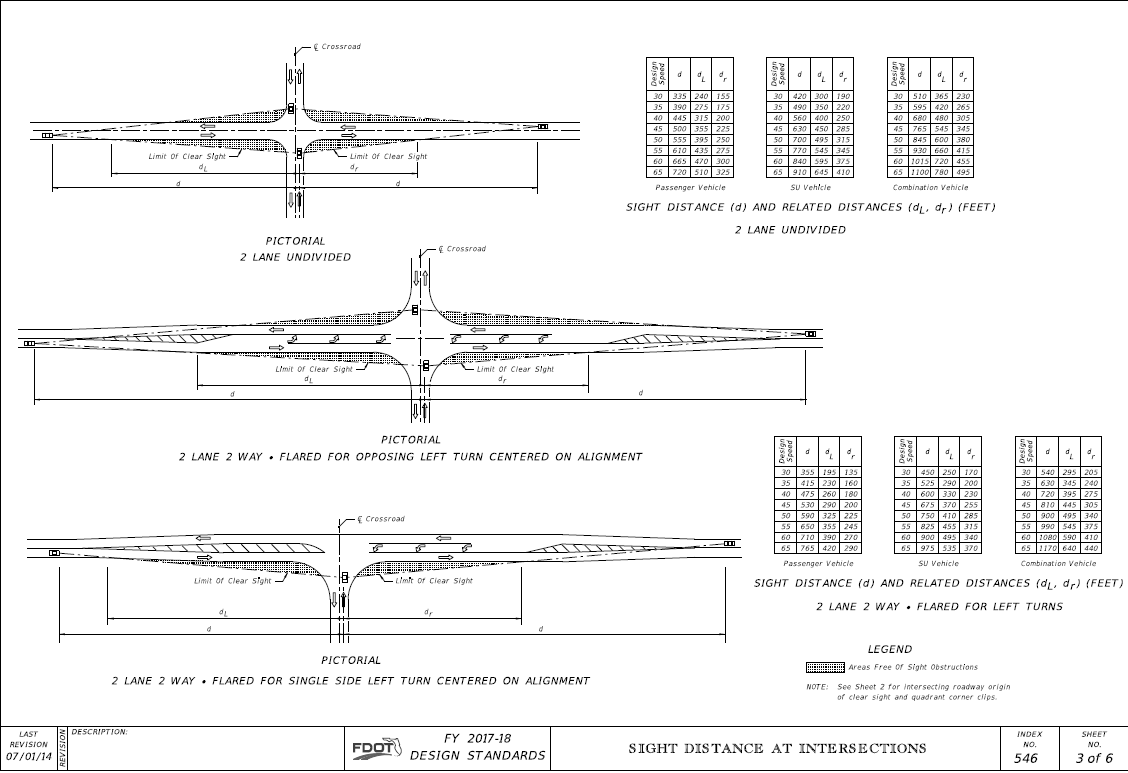 ℄ Crossroad
Limit Of Clear Sight
Limit Of Clear Sight
dL
dr
d
d
PICTORIAL
2 LANE UNDIVIDED
Design Speed d dL dr
30 335 240 155
35 390 275 175
40 445 315 200
45 500 355 225
50 555 395 250
55 610 435 275
60 665 470 300
65 720 510 325
Passenger Vehicle
Design Speed d dL dr
30 420 300 190
35 490 350 220
40 560 400 250
45 630 450 285
50 700 495 315
55 770 545 345
60 840 595 375
65 910 645 410
SU Vehicle
Design Speed d dL dr
30 510 365 230
35 595 420 265
40 680 480 305
45 765 545 345
50 845 600 380
55 930 660 415
60 1015 720 455
65 1100 780 495
Combination Vehicle
SIGHT DISTANCE (d) AND RELATED DISTANCES (dL, dr) (FEET)
2 LANE UNDIVIDED
℄ Crossroad
Limit Of Clear Sight
Limit Of Clear Sight
dL
dr
d
d
PICTORIAL
2 LANE 2 WAY • FLARED FOR OPPOSING LEFT TURN CENTERED ON ALIGNMENT
℄ Crossroad
Limit Of Clear Sight
Limit Of Clear Sight
dL
dr
d
d
PICTORIAL
2 LANE 2 WAY • FLARED FOR SINGLE SIDE LEFT TURN CENTERED ON ALIGNMENT
Design Speed d dL dr
30 355 195 135
35 415 230 160
40 475 260 180
45 530 290 200
50 590 325 225
55 650 355 245
60 710 390 270
65 765 420 290
Passenger Vehicle
Design Speed d dL dr
30 450 250 170
35 525 290 200
40 600 330 230
45 675 370 255
50 750 410 285
55 825 455 315
60 900 495 340
65 975 535 370
SU Vehicle
Design Speed d dL dr
30 540 295 205
35 630 345 240
40 720 395 275
45 810 445 305
50 900 495 340
55 990 545 375
60 1080 590 410
65 1170 640 440
Combination Vehicle
SIGHT DISTANCE (d) AND RELATED DISTANCES (dL, dr) (FEET)
2 LANE 2 WAY • FLARED FOR LEFT TURNS
LEGEND
Areas Free Of Sight Obstructions
NOTE: See Sheet 2 for intersecting roadway origin
of clear sight and quadrant corner clips.
LAST
REVISION
07/01/14
REVISION
DESCRIPTION:
FDOT
FY 2017-18
DESIGN STANDARDS
SIGHT DISTANCE AT INTERSECTIONS
INDEX
NO.
546
SHEET
NO.
3 of 6